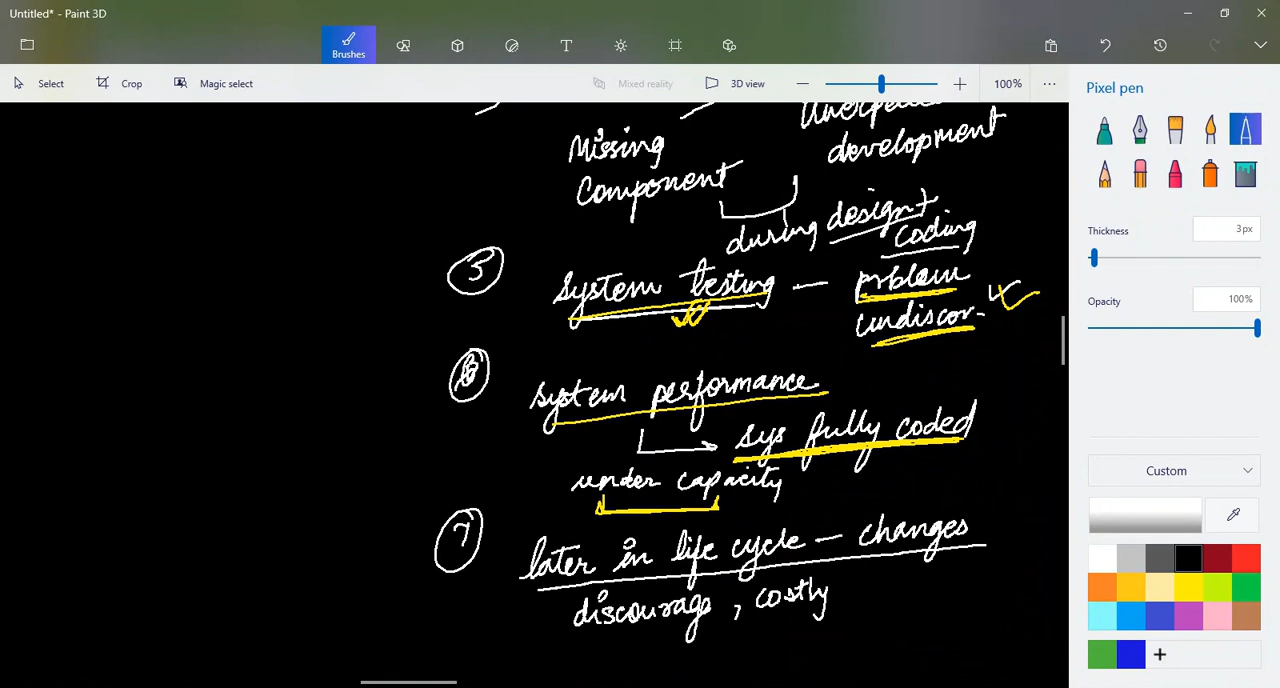 Untitled* - Paint 3D
Brushes
Select
Crop
Magic select
Mixed reality
3D view
100%
Pixel pen
Thickness
3px
Opacity
100%
Custom
Missing
Component
development
during design +
coding
5
System testing — problem
undiscov-
6
system performance
sys fully coded
under capacity
7
later in life cycle — changes
discourage, costly